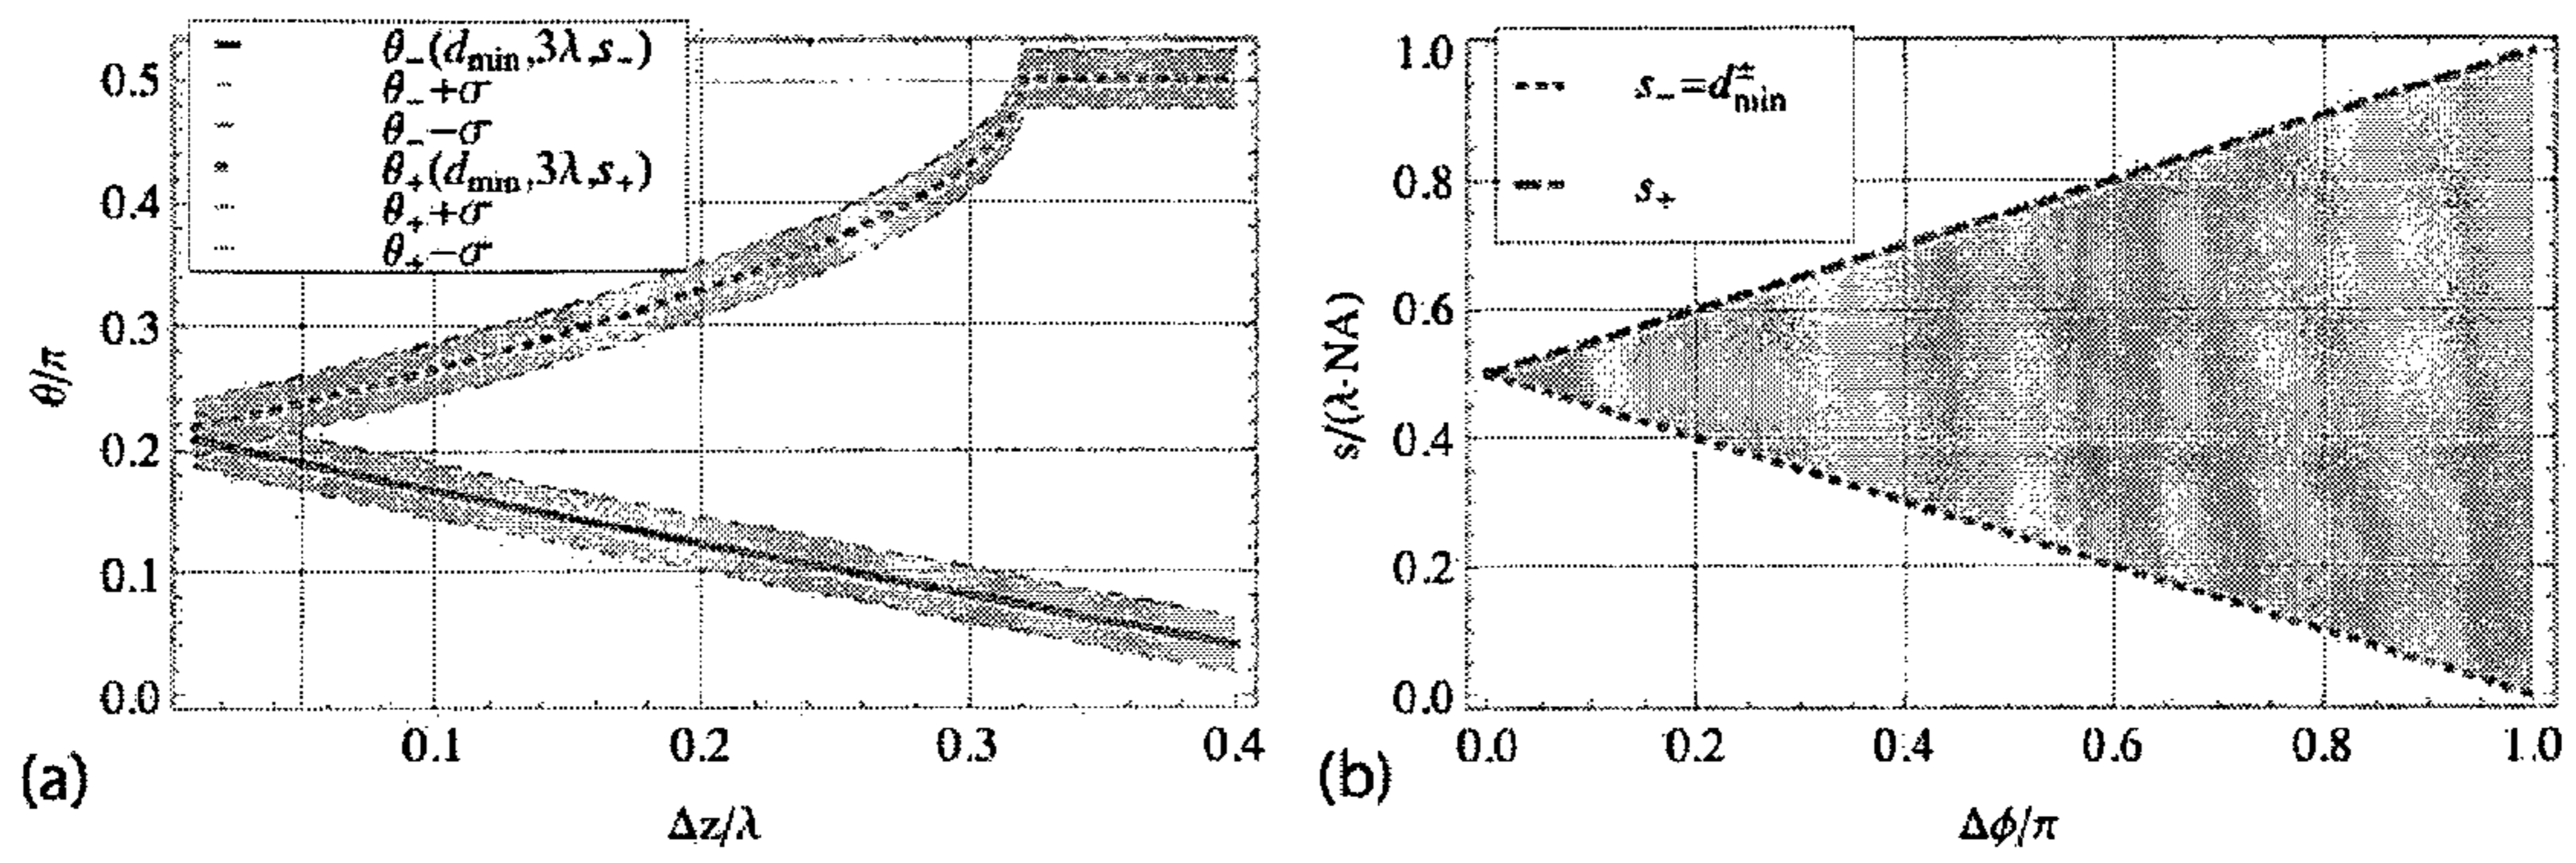 θ₋(d_min,3λ,s₋)
θ₋+σ
θ₋−σ
θ₊(d_min,3λ,s₊)
θ₊+σ
θ₊−σ
0.5
0.4
0.3
0.2
0.1
0.0
θ/π
0.1 0.2 0.3 0.4
Δz/λ
(a)
s₋=d*_min
s₊
1.0
0.8
0.6
0.4
0.2
0.0
s/(λ·NA)
0.0 0.2 0.4 0.6 0.8 1.0
Δϕ/π
(b)